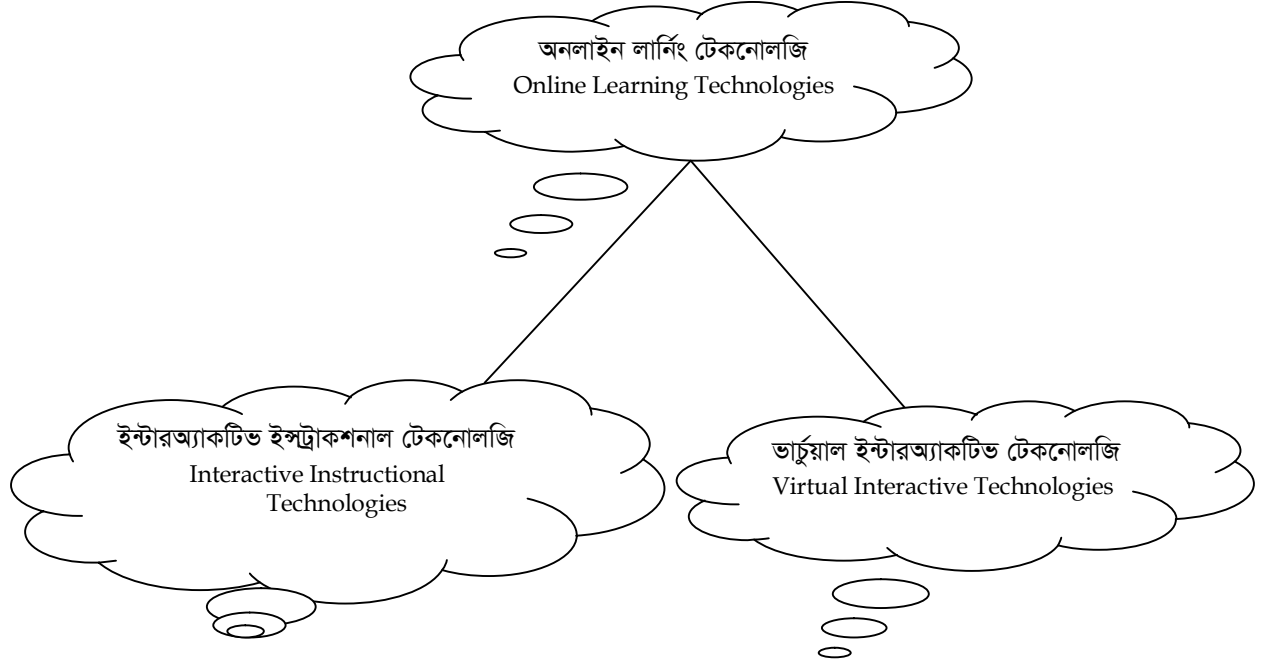 অনলাইন লার্নিং টেকনোলজি
Online Learning Technologies
ইন্টারঅ্যাকটিভ ইন্সট্রাকশনাল টেকনোলজি
Interactive Instructional
Technologies
ভার্চুয়াল ইন্টারঅ্যাকটিভ টেকনোলজি
Virtual Interactive Technologies